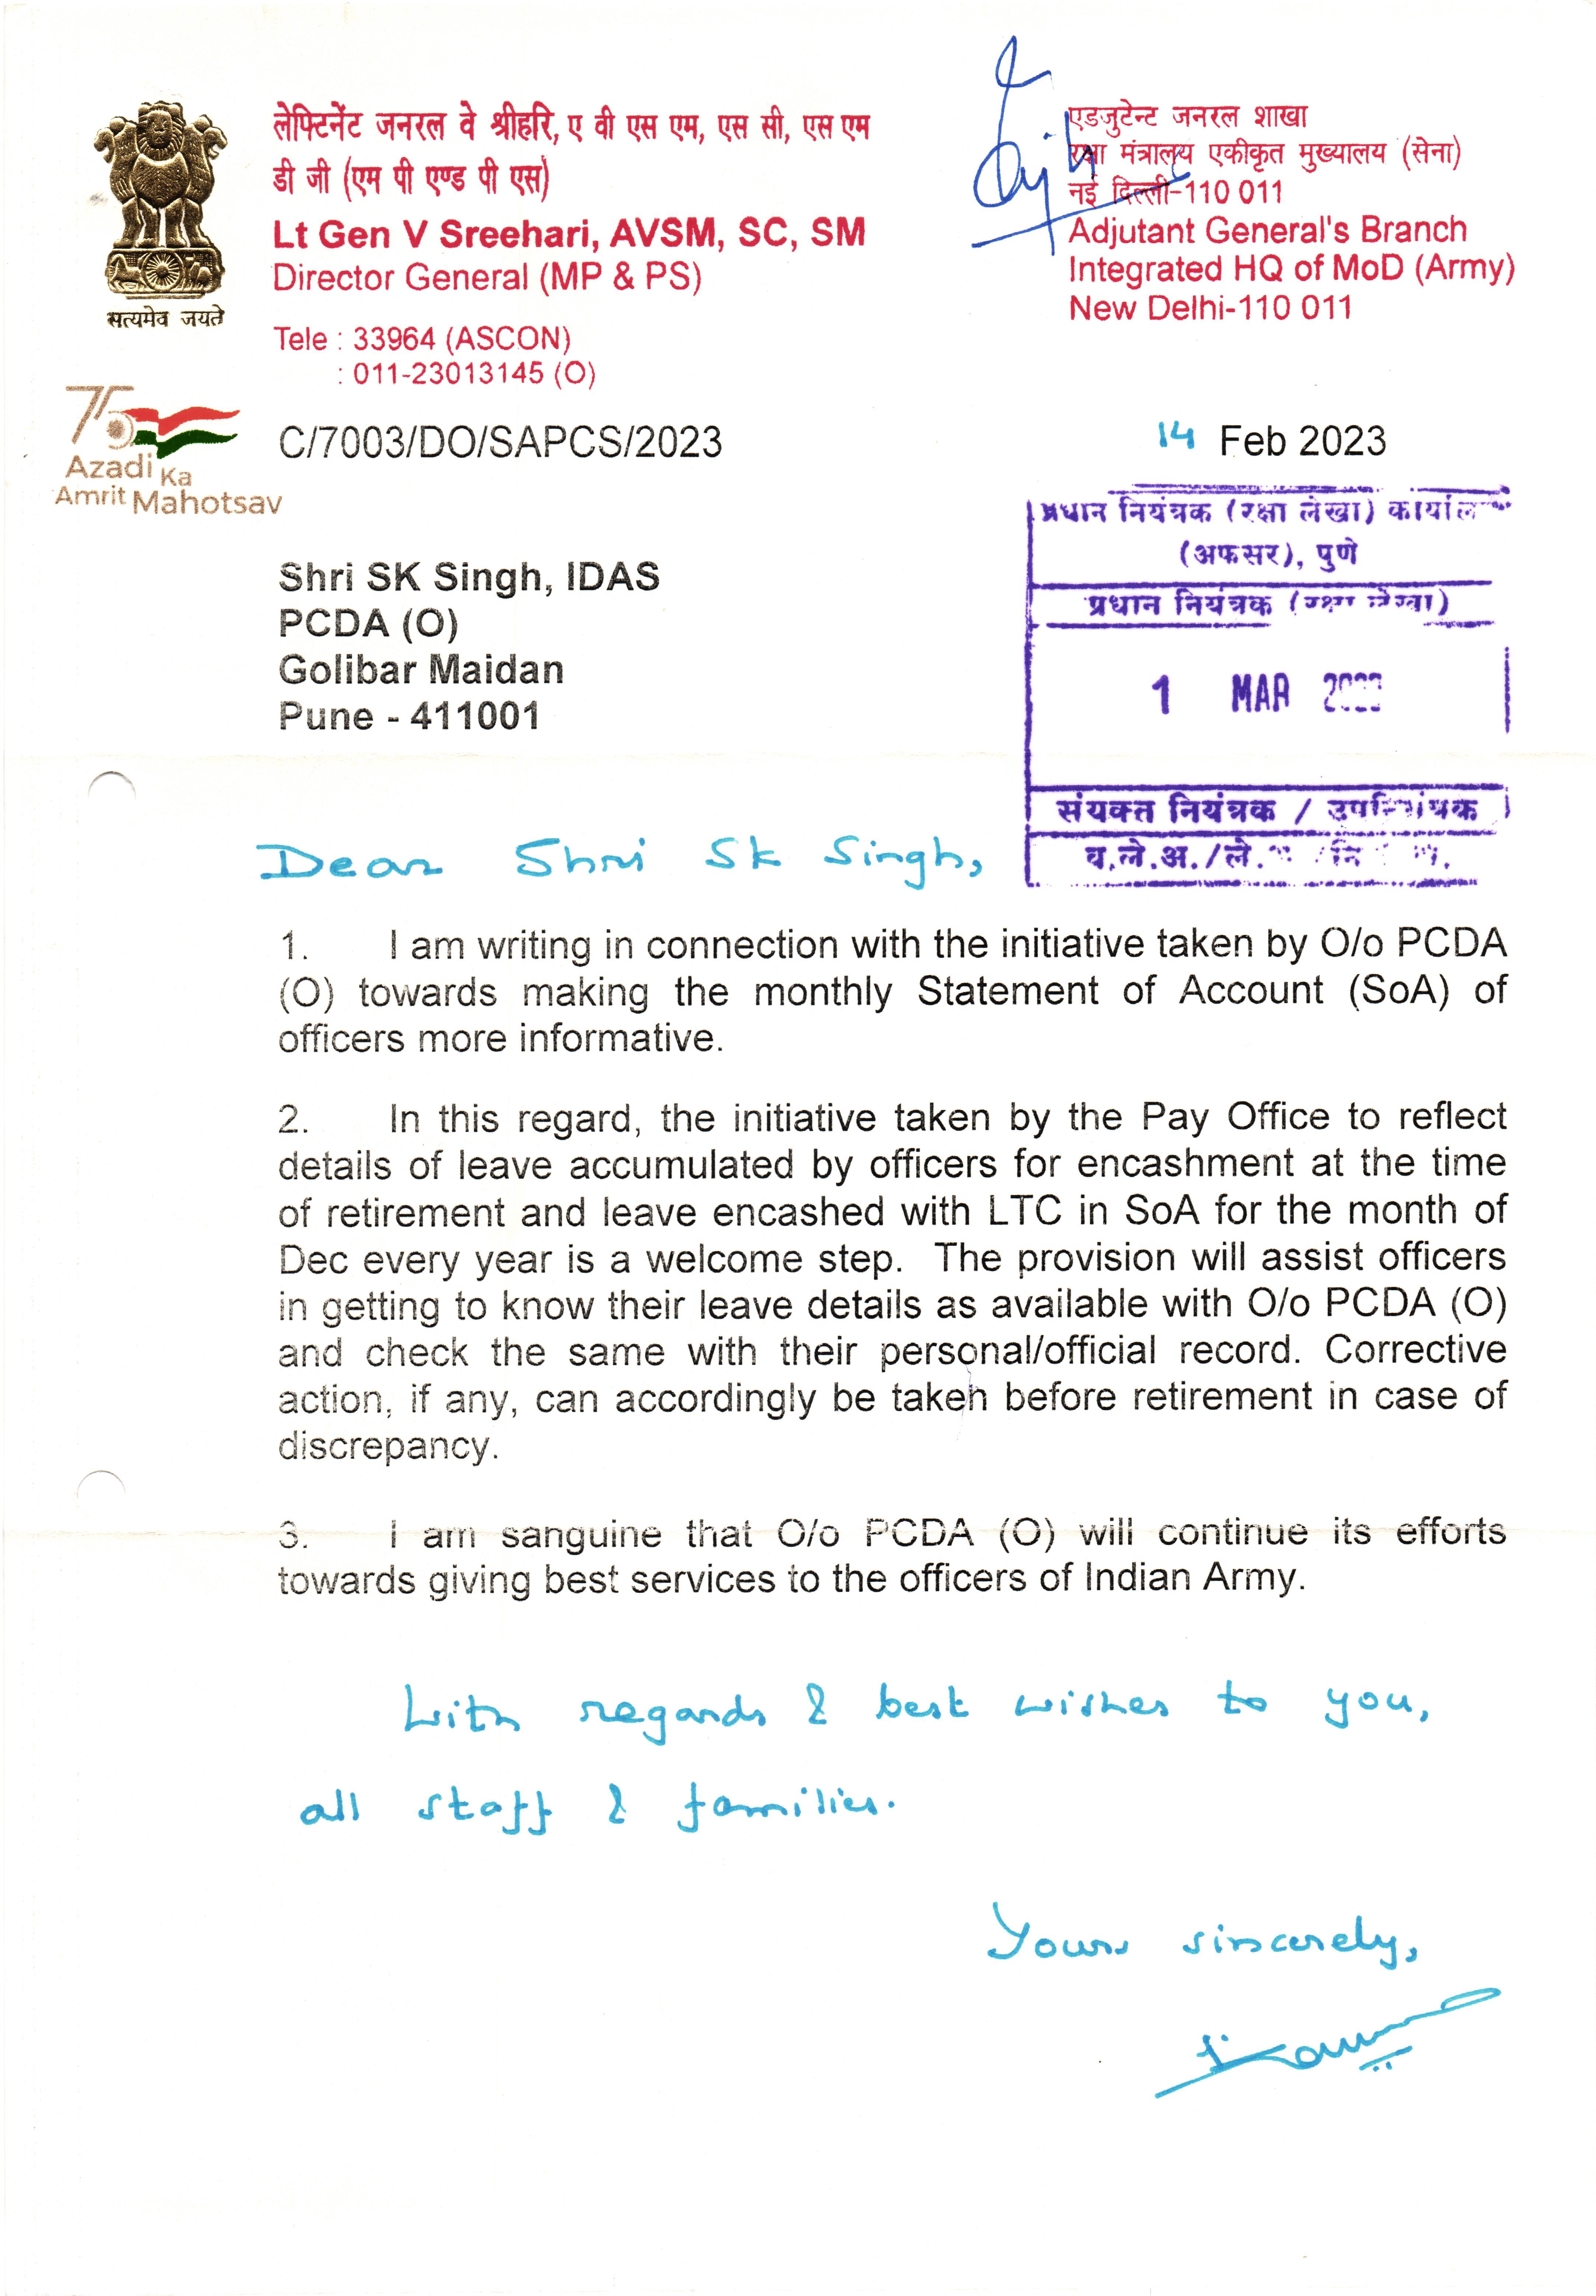 लेफ्टिनेंट जनरल वे श्रीहरि, ए वी एस एम, एस सी, एस एम
डी जी (एम पी एण्ड पी एस)
Lt Gen V Sreehari, AVSM, SC, SM
Director General (MP & PS)
Tele : 33964 (ASCON)
: 011-23013145 (O)
एडजुटेन्ट जनरल शाखा
रक्षा मंत्रालय एकीकृत मुख्यालय (सेना)
नई दिल्ली-110 011
Adjutant General's Branch
Integrated HQ of MoD (Army)
New Delhi-110 011
सत्यमेव जयते
75
Azadi Ka
Amrit Mahotsav
C/7003/DO/SAPCS/2023
14 Feb 2023
प्रधान नियंत्रक (रक्षा लेखा)
(अफसर), पुणे
प्रधान नियंत्रक
1 MAR
संयक्त नियंत्रक /
व.ले.अ./ले.
Shri SK Singh, IDAS
PCDA (O)
Golibar Maidan
Pune - 411001
Dear Shri SK Singh,
1. I am writing in connection with the initiative taken by O/o PCDA
(O) towards making the monthly Statement of Account (SoA) of
officers more informative.
2. In this regard, the initiative taken by the Pay Office to reflect
details of leave accumulated by officers for encashment at the time
of retirement and leave encashed with LTC in SoA for the month of
Dec every year is a welcome step. The provision will assist officers
in getting to know their leave details as available with O/o PCDA (O)
and check the same with their personal/official record. Corrective
action, if any, can accordingly be taken before retirement in case of
discrepancy.
3. I am sanguine that O/o PCDA (O) will continue its efforts
towards giving best services to the officers of Indian Army.
With regards & best wishes to you,
all staff & families.
Yours sincerely,